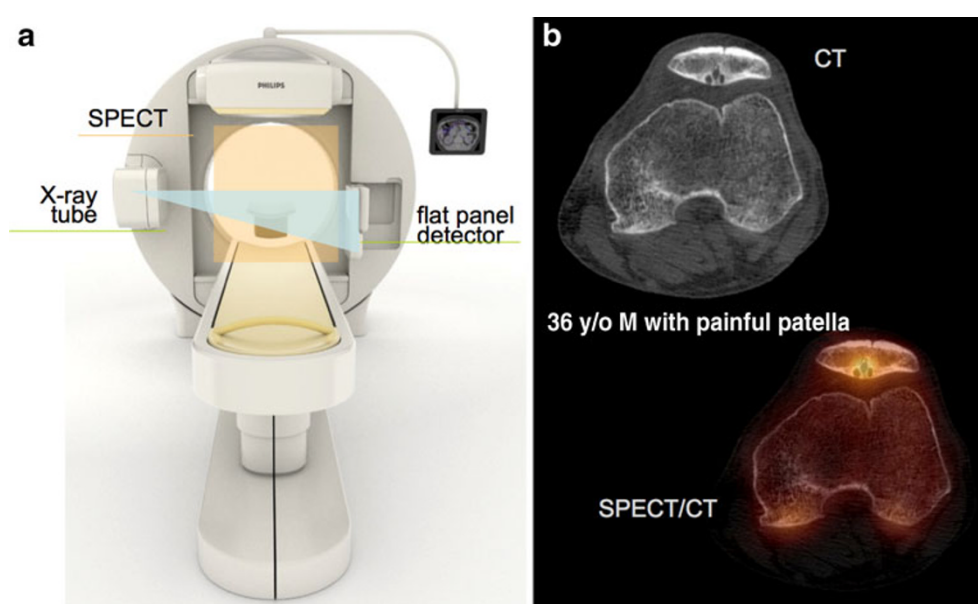 a
PHILIPS
SPECT
X-ray
tube
flat panel
detector
b
CT
36 y/o M with painful patella
SPECT/CT